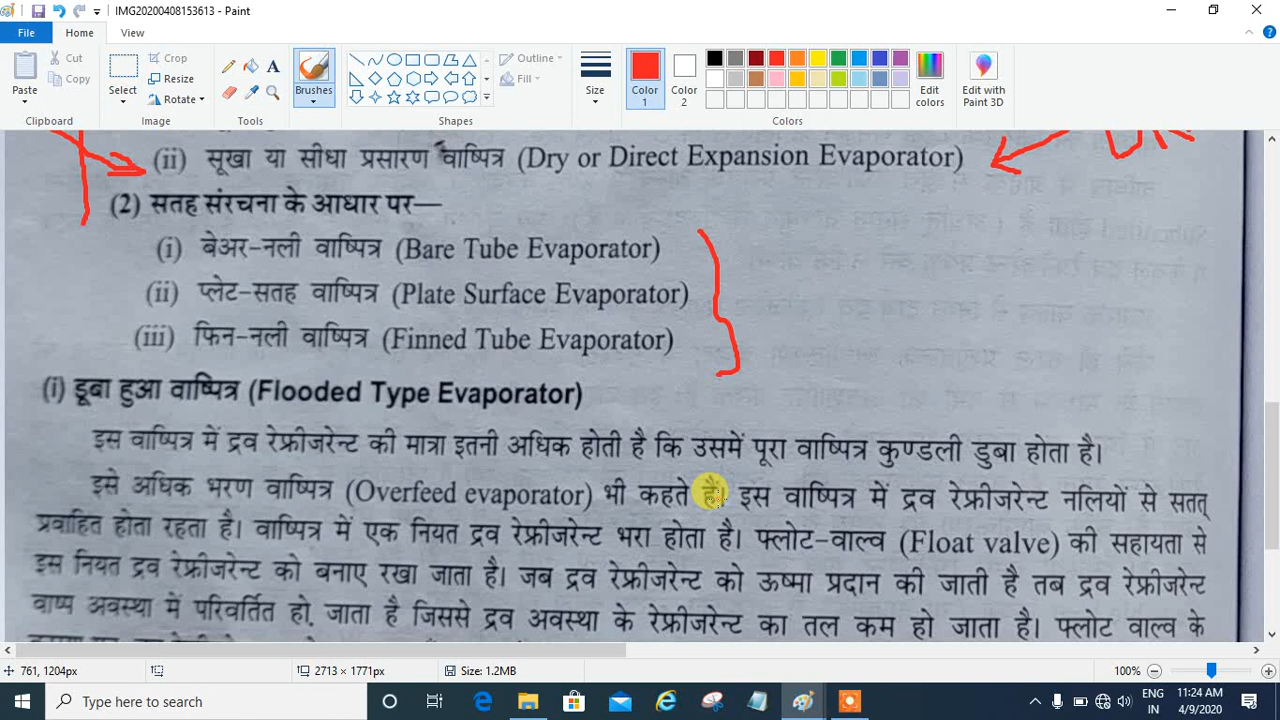 IMG20200408153613 - Paint
File Home View
Paste Cut Copy Clipboard
Select Crop Resize Rotate Image
Tools
Brushes
Shapes Outline Fill
Size
Color 1 Color 2 Edit colors Edit with Paint 3D Colors
(ii) सूखा या सीधा प्रसारण वाष्पित्र (Dry or Direct Expansion Evaporator)
(2) सतह संरचना के आधार पर—
(i) बेअर-नली वाष्पित्र (Bare Tube Evaporator)
(ii) प्लेट-सतह वाष्पित्र (Plate Surface Evaporator)
(iii) फिन-नली वाष्पित्र (Finned Tube Evaporator)
(i) डूबा हुआ वाष्पित्र (Flooded Type Evaporator)
इस वाष्पित्र में द्रव रेफ्रीजरेन्ट की मात्रा इतनी अधिक होती है कि उसमें पूरा वाष्पित्र कुण्डली डुबा होता है।
इसे अधिक भरण वाष्पित्र (Overfeed evaporator) भी कहते हैं। इस वाष्पित्र में द्रव रेफ्रीजरेन्ट नलियों से सतत्
प्रवाहित होता रहता है। वाष्पित्र में एक नियत द्रव रेफ्रीजरेन्ट भरा होता है। फ्लोट-वाल्व (Float valve) की सहायता से
इस नियत द्रव रेफ्रीजरेन्ट को बनाए रखा जाता है। जब द्रव रेफ्रीजरेन्ट को ऊष्मा प्रदान की जाती है तब द्रव रेफ्रीजरेन्ट
वाष्प अवस्था में परिवर्तित हो, जाता है जिससे द्रव अवस्था के रेफ्रीजरेन्ट का तल कम हो जाता है। फ्लोट वाल्व के
761, 1204px 2713 × 1771px Size: 1.2MB 100%
Type here to search ENG IN 11:24 AM 4/9/2020